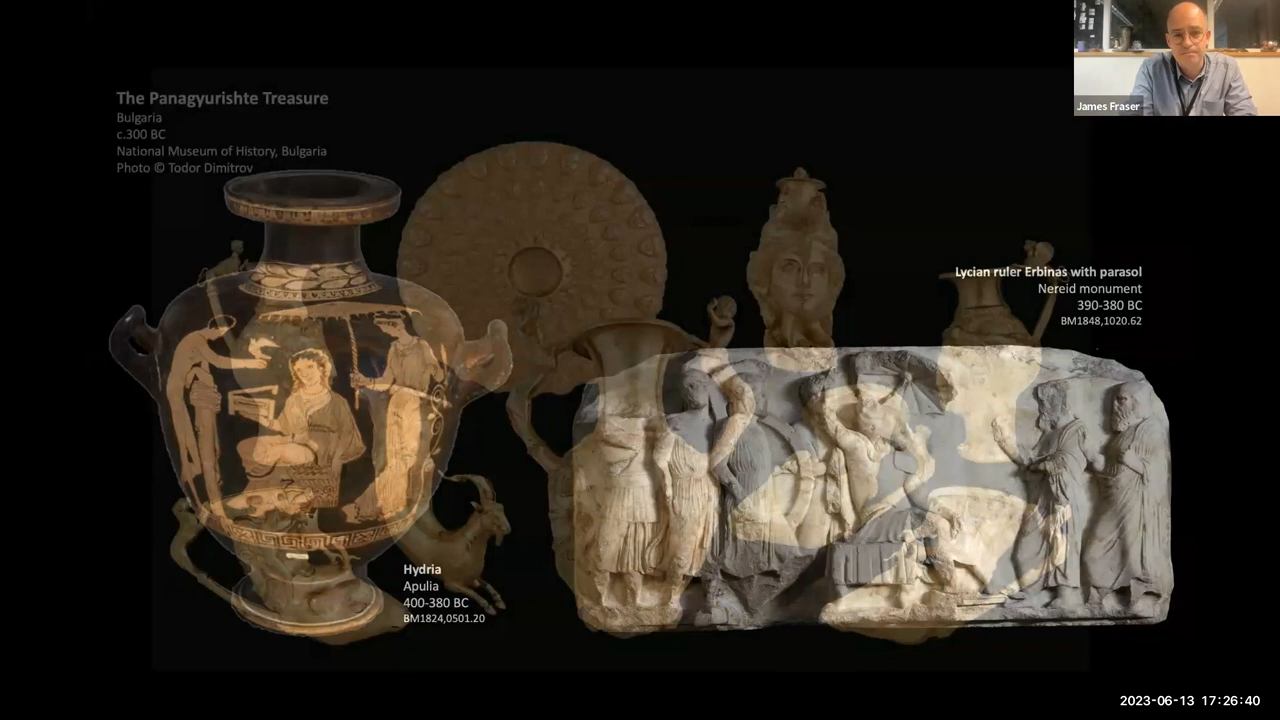 The Panagyurishte Treasure
Bulgaria
c.300 BC
National Museum of History, Bulgaria
Photo © Todor Dimitrov
James Fraser
Lycian ruler Erbinas with parasol
Nereid monument
390-380 BC
BM1848,1020.62
Hydria
Apulia
400-380 BC
BM1824,0501.20
2023-06-13 17:26:40